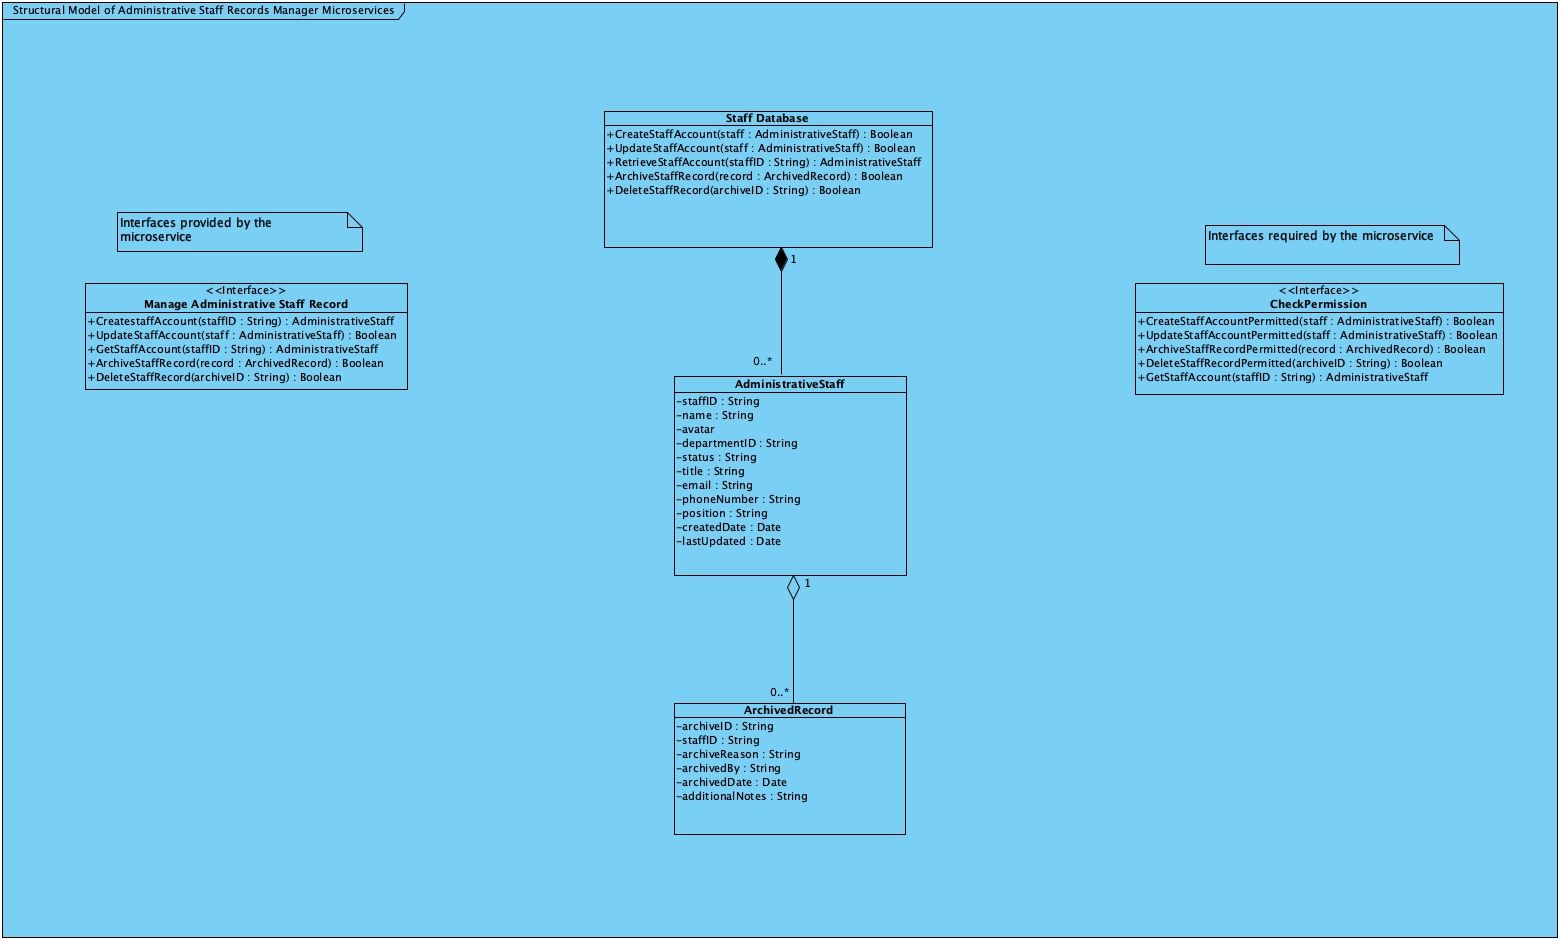 Structural Model of Administrative Staff Records Manager Microservices
Staff Database
+CreateStaffAccount(staff : AdministrativeStaff) : Boolean
+UpdateStaffAccount(staff : AdministrativeStaff) : Boolean
+RetrieveStaffAccount(staffID : String) : AdministrativeStaff
+ArchiveStaffRecord(record : ArchivedRecord) : Boolean
+DeleteStaffRecord(archiveID : String) : Boolean
1
0..*
Interfaces provided by the
microservice
<<Interface>>
Manage Administrative Staff Record
+CreatestaffAccount(staffID : String) : AdministrativeStaff
+UpdateStaffAccount(staff : AdministrativeStaff) : Boolean
+GetStaffAccount(staffID : String) : AdministrativeStaff
+ArchiveStaffRecord(record : ArchivedRecord) : Boolean
+DeleteStaffRecord(archiveID : String) : Boolean
Interfaces required by the microservice
<<Interface>>
CheckPermission
+CreateStaffAccountPermitted(staff : AdministrativeStaff) : Boolean
+UpdateStaffAccountPermitted(staff : AdministrativeStaff) : Boolean
+ArchiveStaffRecordPermitted(record : ArchivedRecord) : Boolean
+DeleteStaffRecordPermitted(archiveID : String) : Boolean
+GetStaffAccount(staffID : String) : AdministrativeStaff
AdministrativeStaff
-staffID : String
-name : String
-avatar
-departmentID : String
-status : String
-title : String
-email : String
-phoneNumber : String
-position : String
-createdDate : Date
-lastUpdated : Date
1
0..*
ArchivedRecord
-archiveID : String
-staffID : String
-archiveReason : String
-archivedBy : String
-archivedDate : Date
-additionalNotes : String